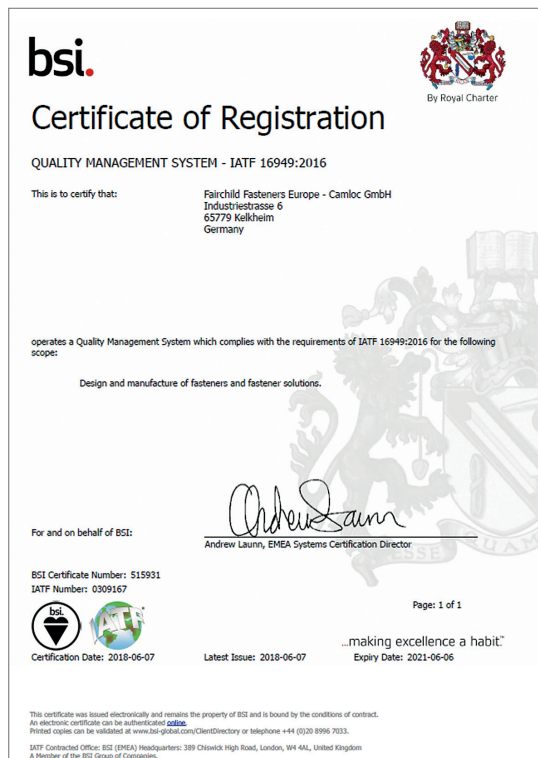 bsi.
By Royal Charter
Certificate of Registration
QUALITY MANAGEMENT SYSTEM - IATF 16949:2016
This is to certify that:
Fairchild Fasteners Europe - Camloc GmbH
Industriestrasse 6
65779 Kelkheim
Germany
operates a Quality Management System which complies with the requirements of IATF 16949:2016 for the following
scope:
Design and manufacture of fasteners and fastener solutions.
For and on behalf of BSI:
Andrew Launn
Andrew Launn, EMEA Systems Certification Director
BSI Certificate Number: 515931
IATF Number: 0309167
Page: 1 of 1
bsi.
IATF
...making excellence a habit.™
Certification Date: 2018-06-07
Latest Issue: 2018-06-07
Expiry Date: 2021-06-06
This certificate was issued electronically and remains the property of BSI and is bound by the conditions of contract.
An electronic certificate can be authenticated online.
Printed copies can be validated at www.bsi-global.com/ClientDirectory or telephone +44 (0)20 8996 7033.
IATF Contracted Office: BSI (EMEA) Headquarters: 389 Chiswick High Road, London, W4 4AL, United Kingdom
A Member of the BSI Group of Companies.